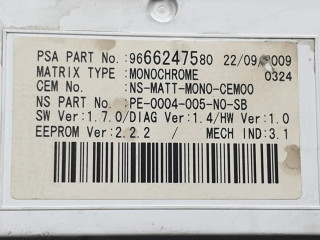 PSA PART No.:9666247580 22/09/2009
MATRIX TYPE :MONOCHROME 0324
CEM No. :NS-MATT-MONO-CEM00
NS PART No. :PE-0004-005-NO-SB
SW Ver:1.7.0/DIAG Ver:1.4/HW Ver:1.0
EEPROM Ver:2.2.2 / MECH IND:3.1